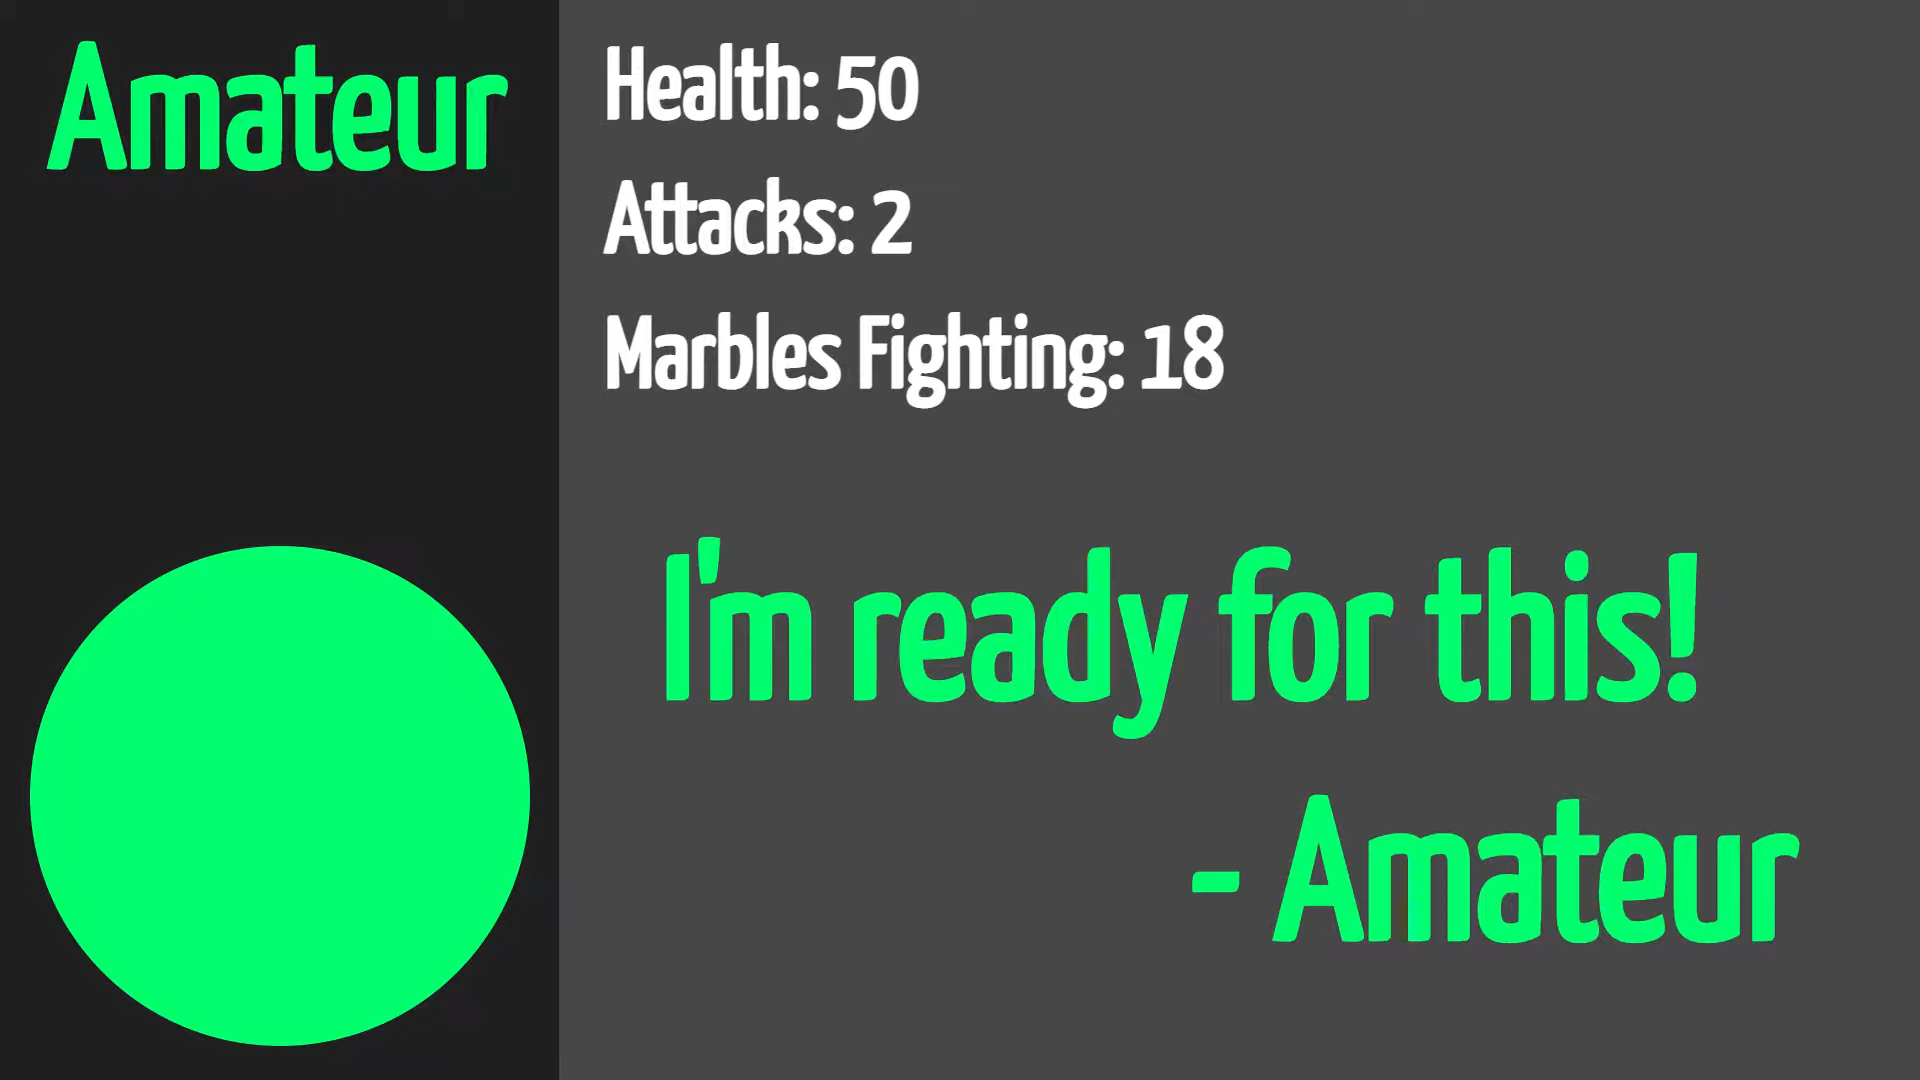 Amateur
Health: 50
Attacks: 2
Marbles Fighting: 18
I'm ready for this!
- Amateur